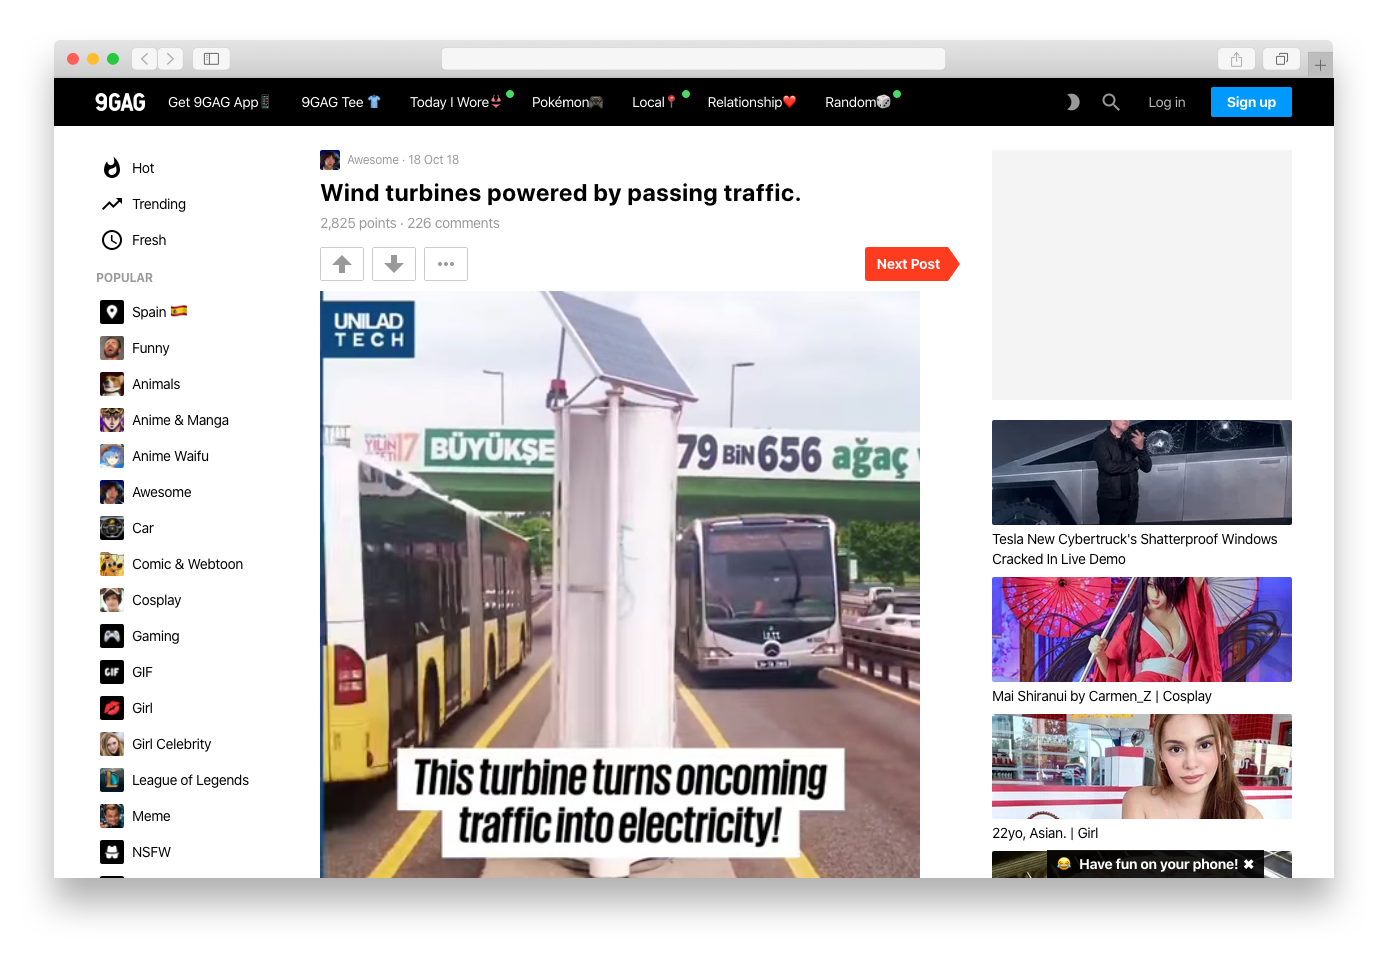 9GAG
Get 9GAG App
9GAG Tee
Today I Wore
Pokémon
Local
Relationship
Random
Log in
Sign up
Hot
Trending
Fresh
POPULAR
Spain
Funny
Animals
Anime & Manga
Anime Waifu
Awesome
Car
Comic & Webtoon
Cosplay
Gaming
GIF
GIF
Girl
Girl Celebrity
League of Legends
Meme
NSFW
Awesome · 18 Oct 18
Wind turbines powered by passing traffic.
2,825 points · 226 comments
Next Post
UNILAD
TECH
17
BÜYÜKŞE
79 BiN 656 ağaç
This turbine turns oncoming
traffic into electricity!
Tesla New Cybertruck's Shatterproof Windows
Cracked In Live Demo
Mai Shiranui by Carmen_Z | Cosplay
22yo, Asian. | Girl
Have fun on your phone! ✖